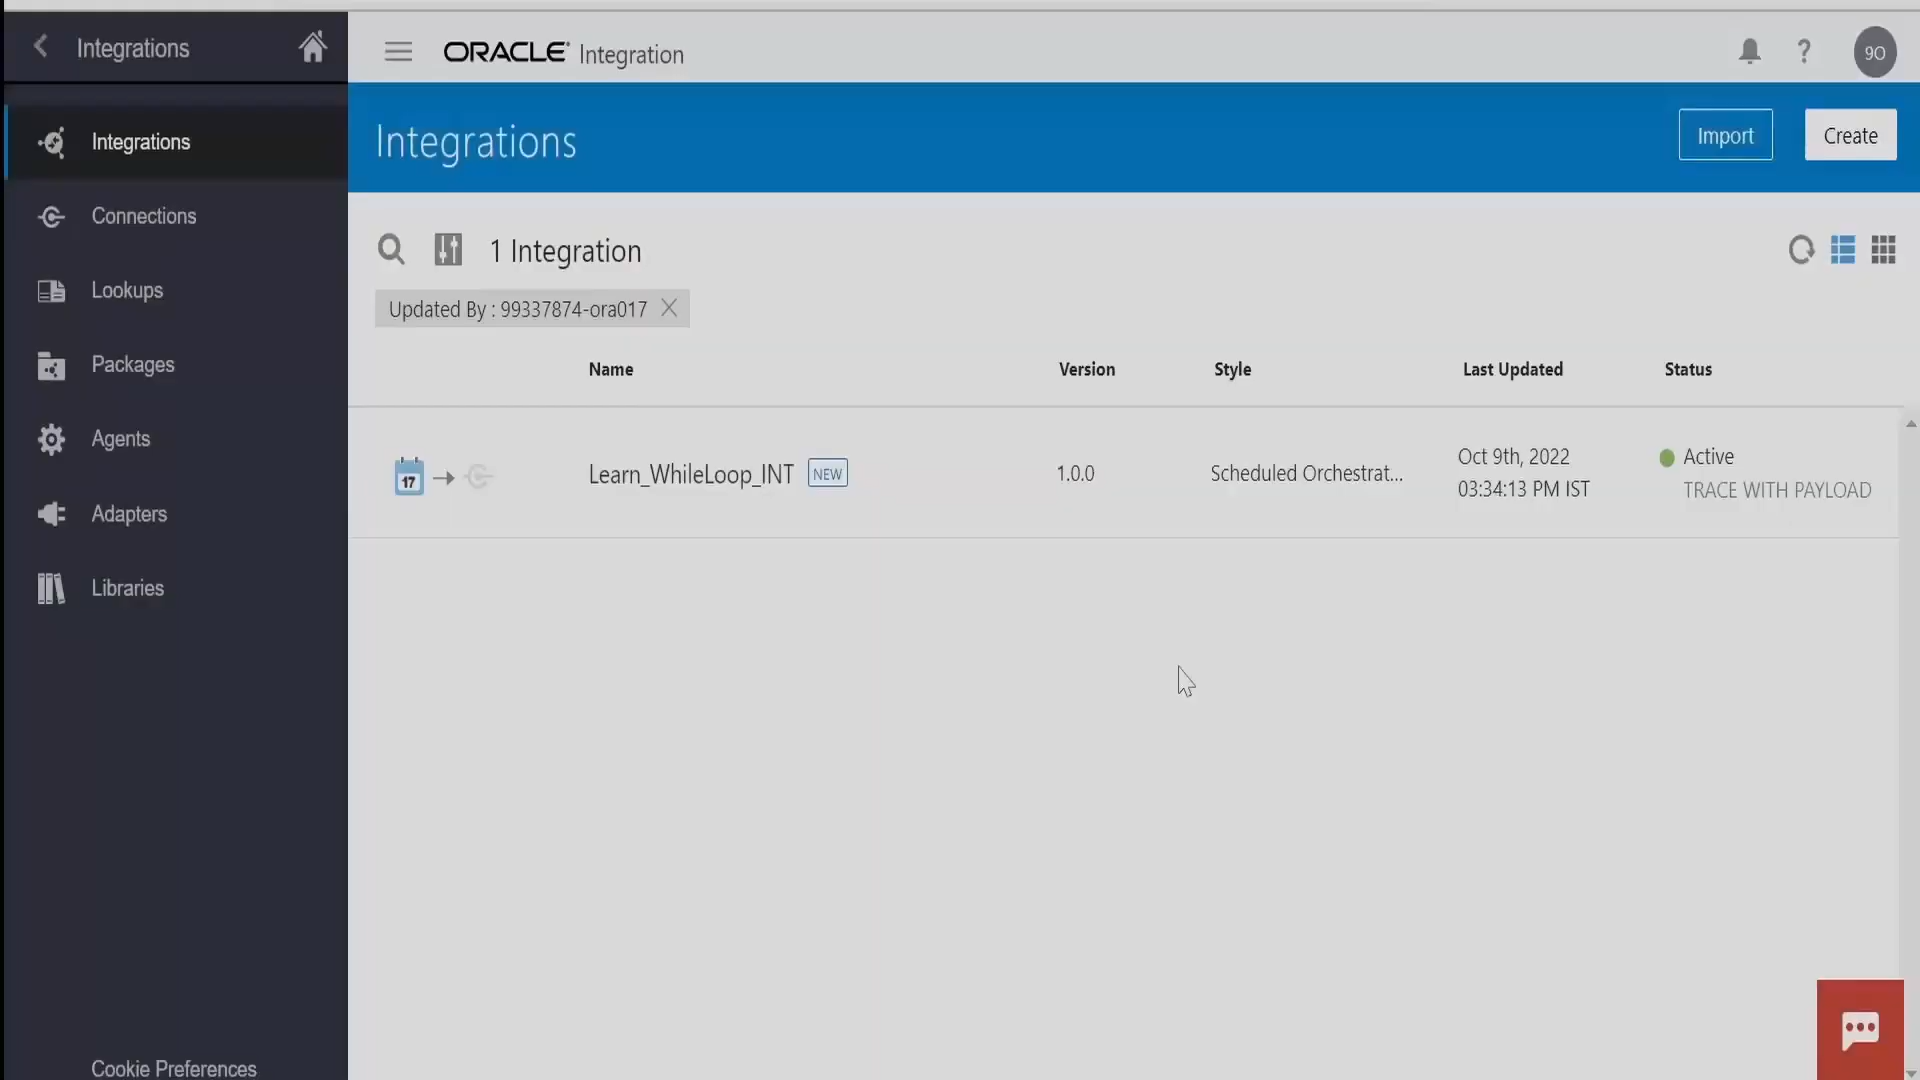 Integrations
ORACLE Integration
9O
Integrations
Import
Create
Integrations
Connections
Lookups
Packages
Agents
Adapters
Libraries
Cookie Preferences
1 Integration
Updated By : 99337874-ora017
Name
Version
Style
Last Updated
Status
17
Learn_WhileLoop_INT
NEW
1.0.0
Scheduled Orchestrat...
Oct 9th, 2022
03:34:13 PM IST
Active
TRACE WITH PAYLOAD